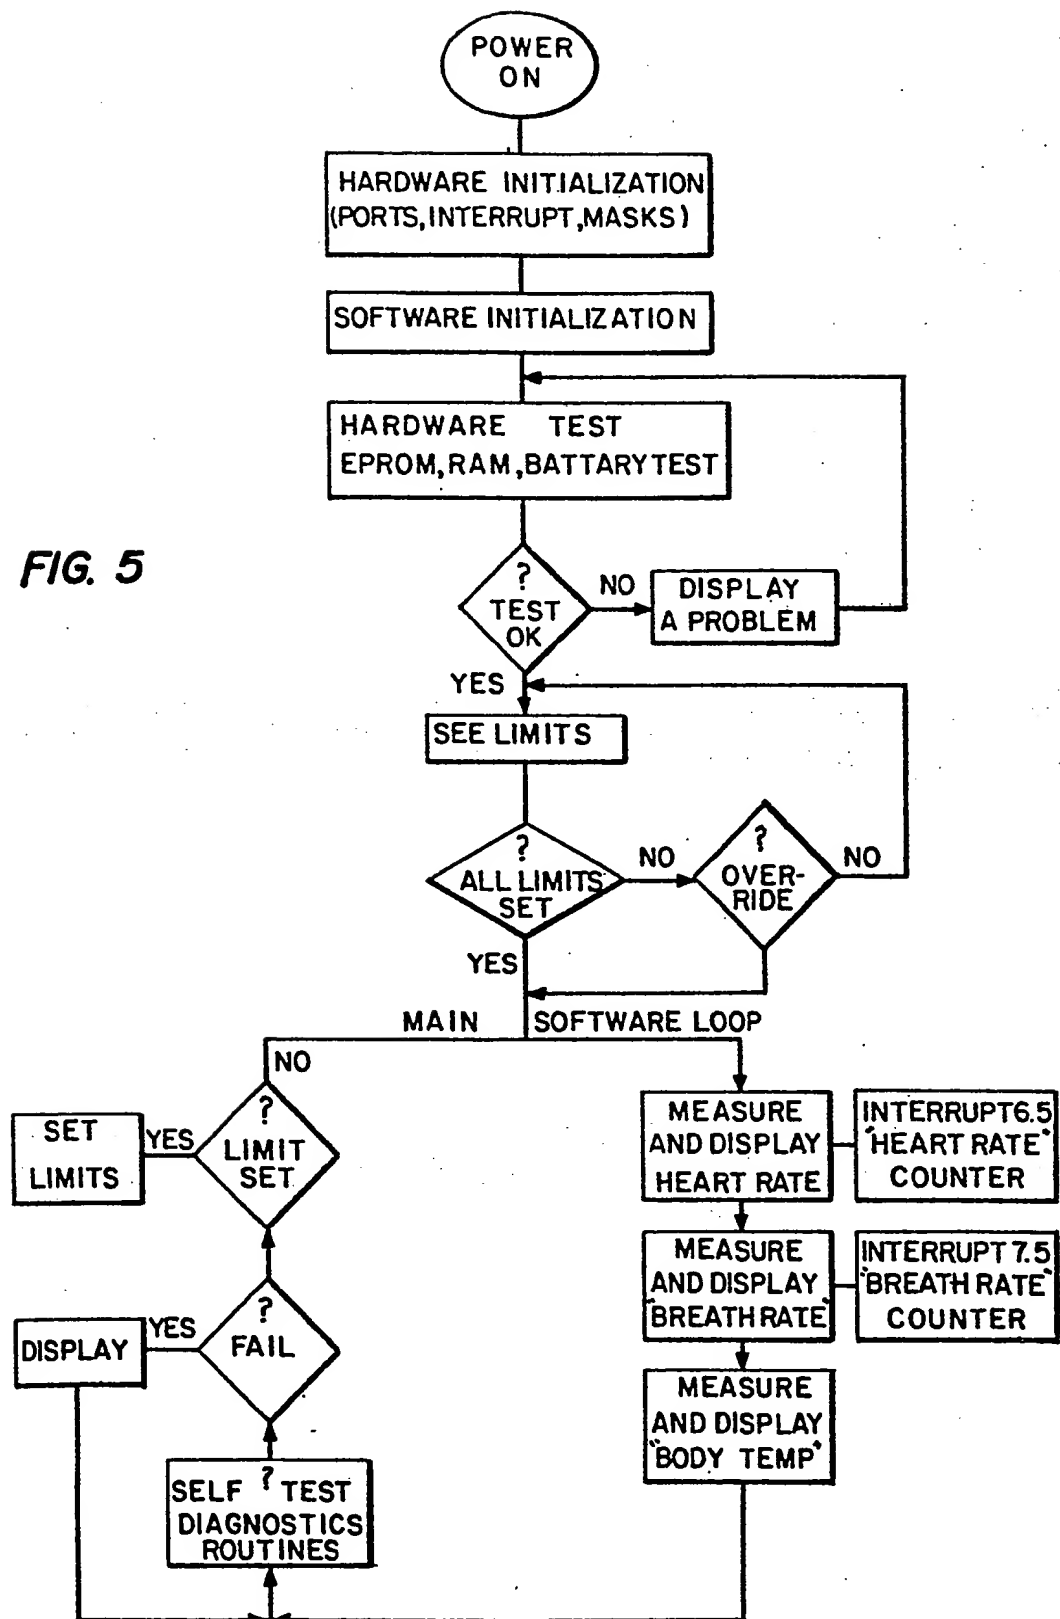 POWER
ON
HARDWARE INITIALIZATION
(PORTS,INTERRUPT,MASKS)
SOFTWARE INITIALIZATION
HARDWARE TEST
EPROM,RAM,BATTARY TEST
FIG. 5
?
TEST
OK
NO
DISPLAY
A PROBLEM
YES
SEE LIMITS
?
ALL LIMITS
SET
NO
?
OVER-
RIDE
NO
YES
MAIN SOFTWARE LOOP
NO
?
LIMIT
SET
YES
SET
LIMITS
?
FAIL
YES
DISPLAY
SELF ? TEST
DIAGNOSTICS
ROUTINES
MEASURE
AND DISPLAY
HEART RATE
INTERRUPT 6.5
"HEART RATE"
COUNTER
MEASURE
AND DISPLAY
"BREATH RATE"
INTERRUPT 7.5
"BREATH RATE"
COUNTER
MEASURE
AND DISPLAY
"BODY TEMP"